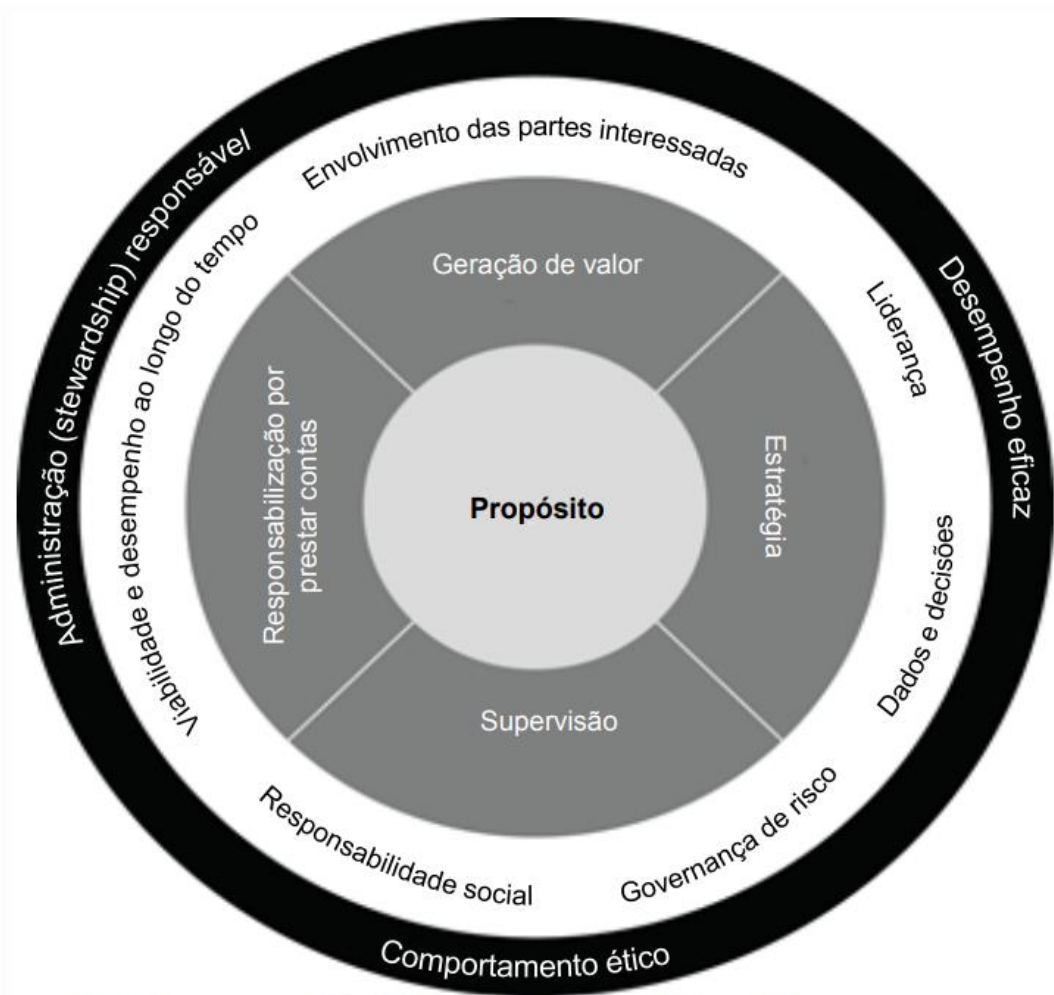 Administração (stewardship) responsável
Desempenho eficaz
Comportamento ético
Envolvimento das partes interessadas
Liderança
Dados e decisões
Governança de risco
Responsabilidade social
Viabilidade e desempenho ao longo do tempo
Geração de valor
Estratégia
Supervisão
Responsabilização por
prestar contas
Propósito